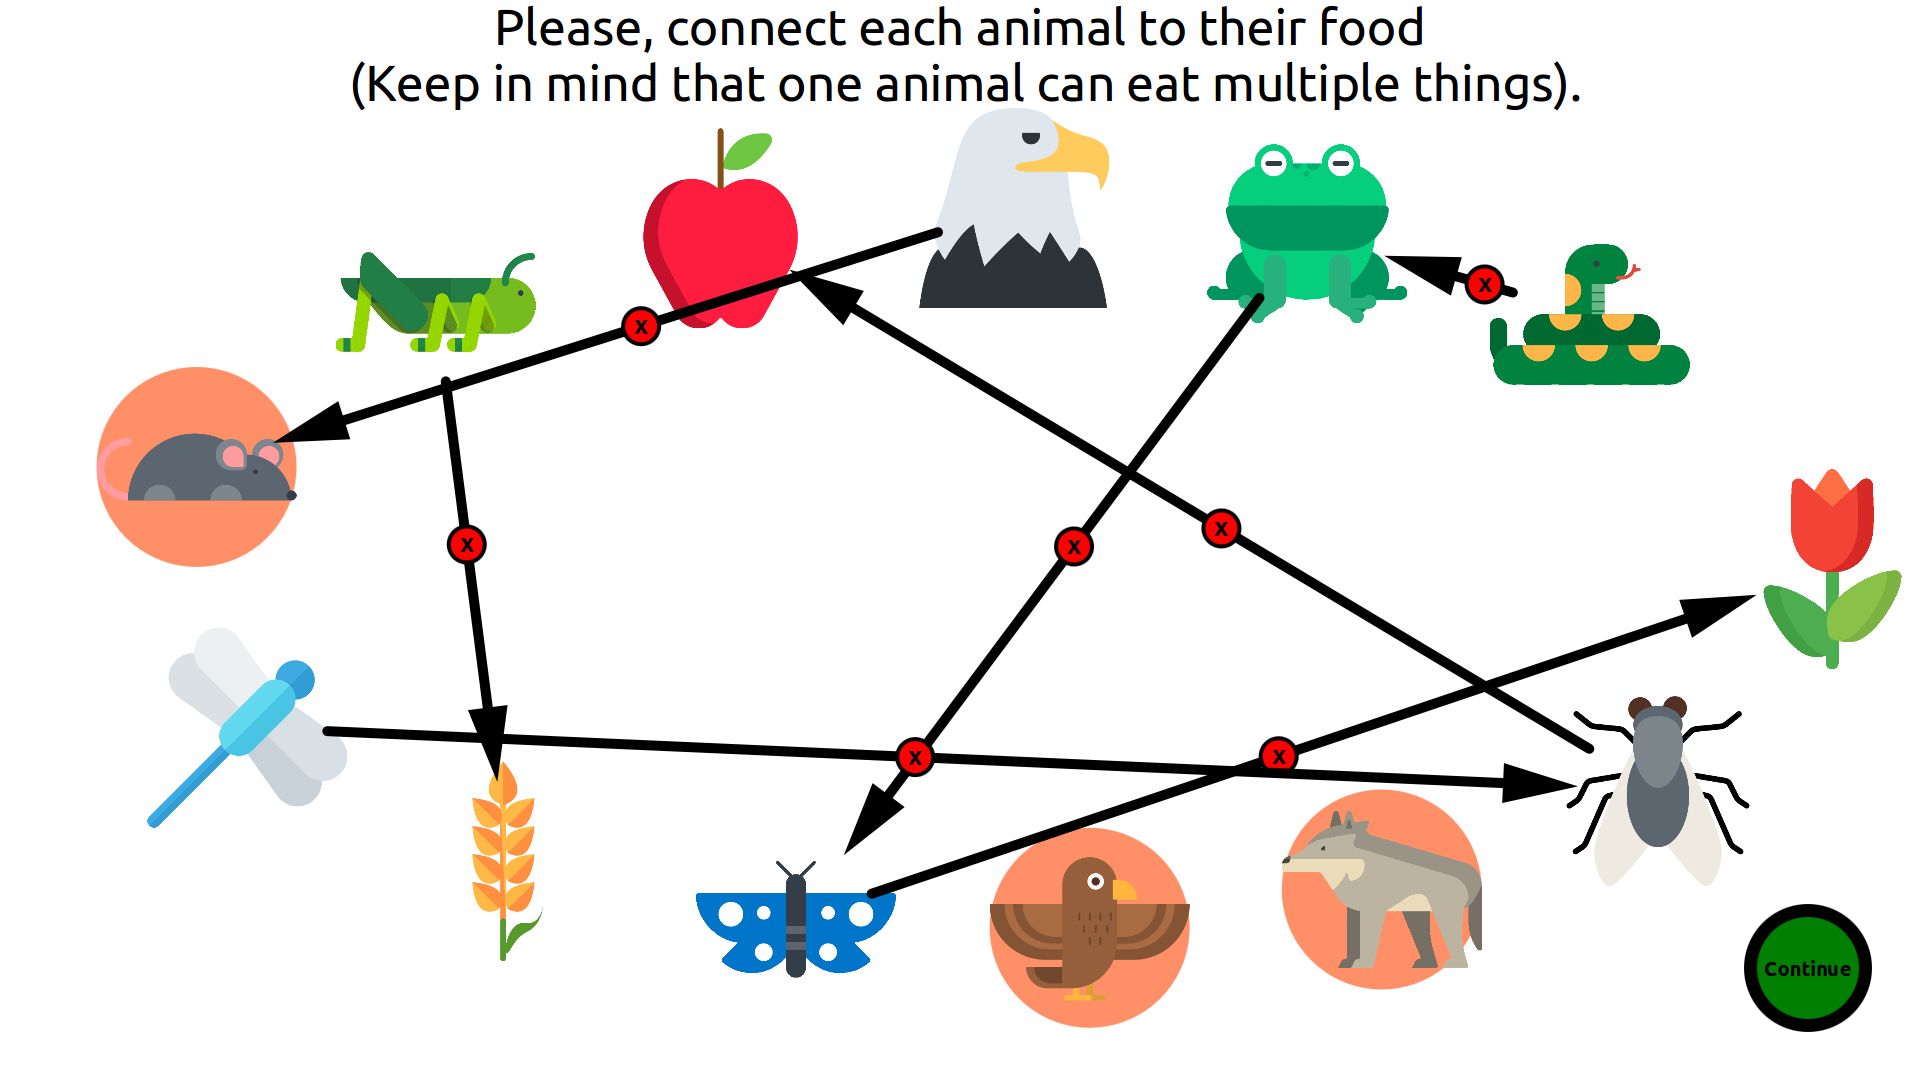 Please, connect each animal to their food
(Keep in mind that one animal can eat multiple things).
x
x
x
x
x
x
x
Continue